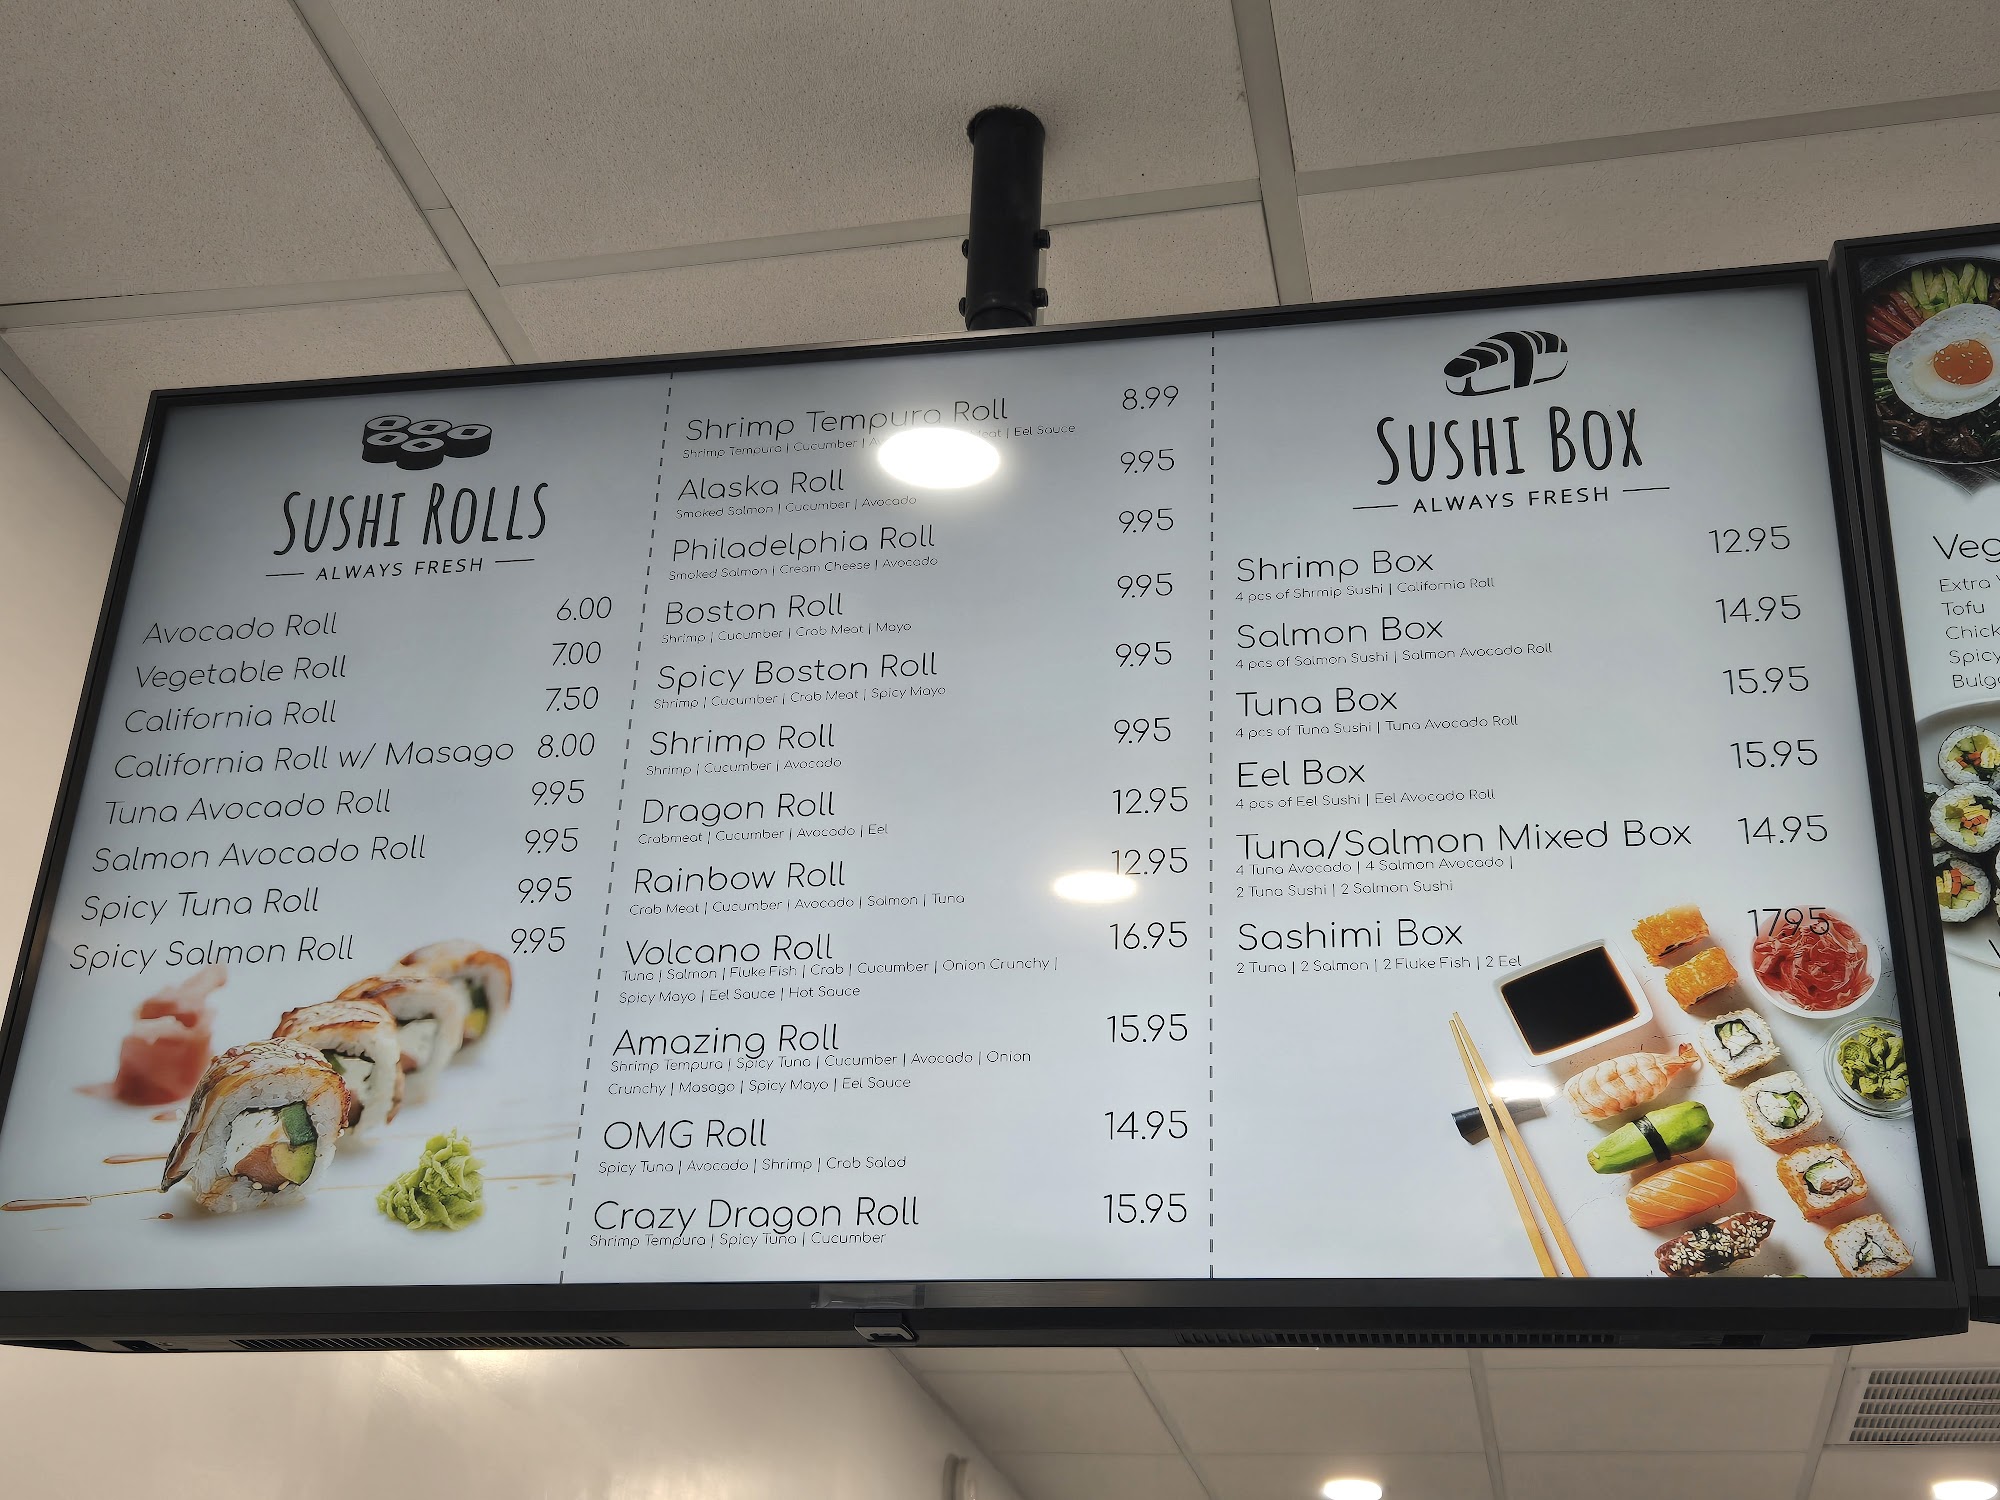 SUSHI ROLLS
ALWAYS FRESH
Avocado Roll 6.00
Vegetable Roll 7.00
California Roll 7.50
California Roll w/ Masago 8.00
Tuna Avocado Roll 9.95
Salmon Avocado Roll 9.95
Spicy Tuna Roll 9.95
Spicy Salmon Roll 9.95
Shrimp Tempura Roll 8.99
Shrimp Tempura | Cucumber | | Eel Sauce
Alaska Roll 9.95
Smoked Salmon | Cucumber | Avocado
Philadelphia Roll 9.95
Smoked Salmon | Cream Cheese | Avocado
Boston Roll 9.95
Shrimp | Cucumber | Crab Meat | Mayo
Spicy Boston Roll 9.95
Shrimp | Cucumber | Crab Meat | Spicy Mayo
Shrimp Roll 9.95
Shrimp | Cucumber | Avocado
Dragon Roll 12.95
Crabmeat | Cucumber | Avocado | Eel
Rainbow Roll 12.95
Crab Meat | Cucumber | Avocado | Salmon | Tuna
Volcano Roll 16.95
Tuna | Salmon | Fluke Fish | Crab | Cucumber | Onion Crunchy |
Spicy Mayo | Eel Sauce | Hot Sauce
Amazing Roll 15.95
Shrimp Tempura | Spicy Tuna | Cucumber | Avocado | Onion
Crunchy | Masago | Spicy Mayo | Eel Sauce
OMG Roll 14.95
Spicy Tuna | Avocado | Shrimp | Crab Salad
Crazy Dragon Roll 15.95
Shrimp Tempura | Spicy Tuna | Cucumber
SUSHI BOX
ALWAYS FRESH
Shrimp Box 12.95
4 pcs of Shrmip Sushi | California Roll
Salmon Box 14.95
4 pcs of Salmon Sushi | Salmon Avocado Roll
Tuna Box 15.95
4 pcs of Tuna Sushi | Tuna Avocado Roll
Eel Box 15.95
4 pcs of Eel Sushi | Eel Avocado Roll
Tuna/Salmon Mixed Box 14.95
4 Tuna Avocado | 4 Salmon Avocado |
2 Tuna Sushi | 2 Salmon Sushi
Sashimi Box 17.95
2 Tuna | 2 Salmon | 2 Fluke Fish | 2 Eel
Extra
Tofu
Spicy